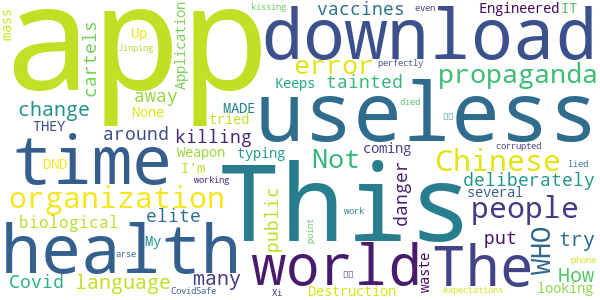 kissing even Engineered IT
mass app download vaccines
cartels Application Jinping
Up error perfectly propaganda
away Keeps tainted
change None MADE useless died
THEY around tried killing
time DND Weapon typing Not coming corrupted Chinese
I'm This lied
organization working danger deliberately
biological elite public several people
health My many world The put WHO try
Covid language arse point work How
CovidSafe Destruction Xi waste expectations phone looking